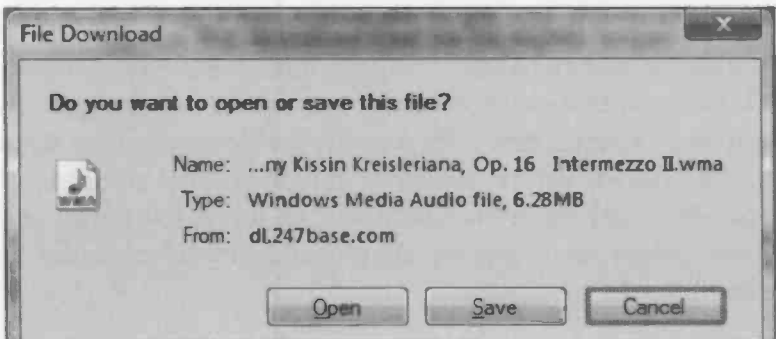 File Download
Do you want to open or save this file?
Name: ...ny Kissin Kreisleriana, Op. 16 Intermezzo II.wma
Type: Windows Media Audio file, 6.28MB
From: dl.247base.com
Open Save Cancel